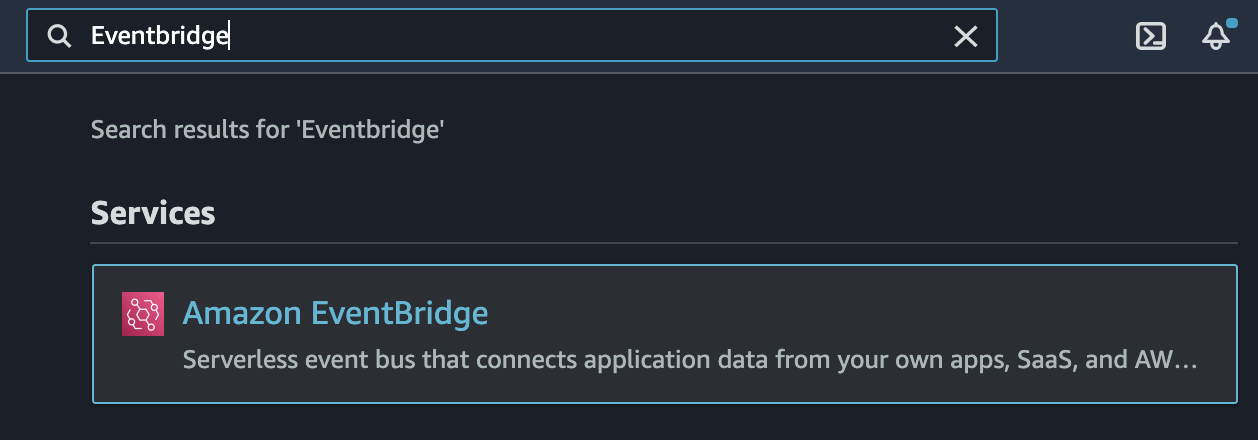 Eventbridge
Search results for 'Eventbridge'
Services
Amazon EventBridge
Serverless event bus that connects application data from your own apps, SaaS, and AW...